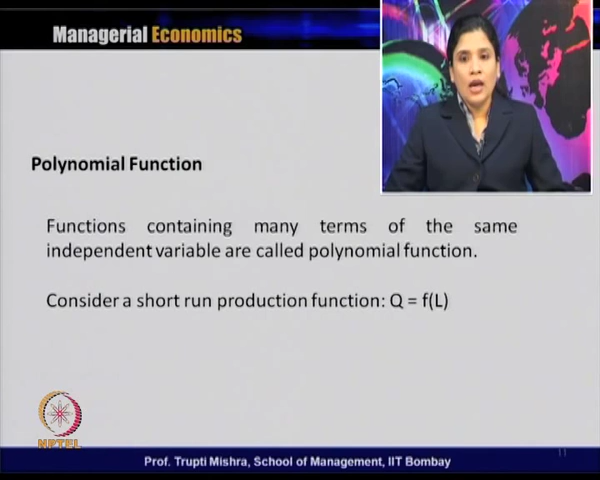 Managerial Economics
Polynomial Function
Functions containing many terms of the same
independent variable are called polynomial function.
Consider a short run production function: Q = f(L)
NPTEL
Prof. Trupti Mishra, School of Management, IIT Bombay
11